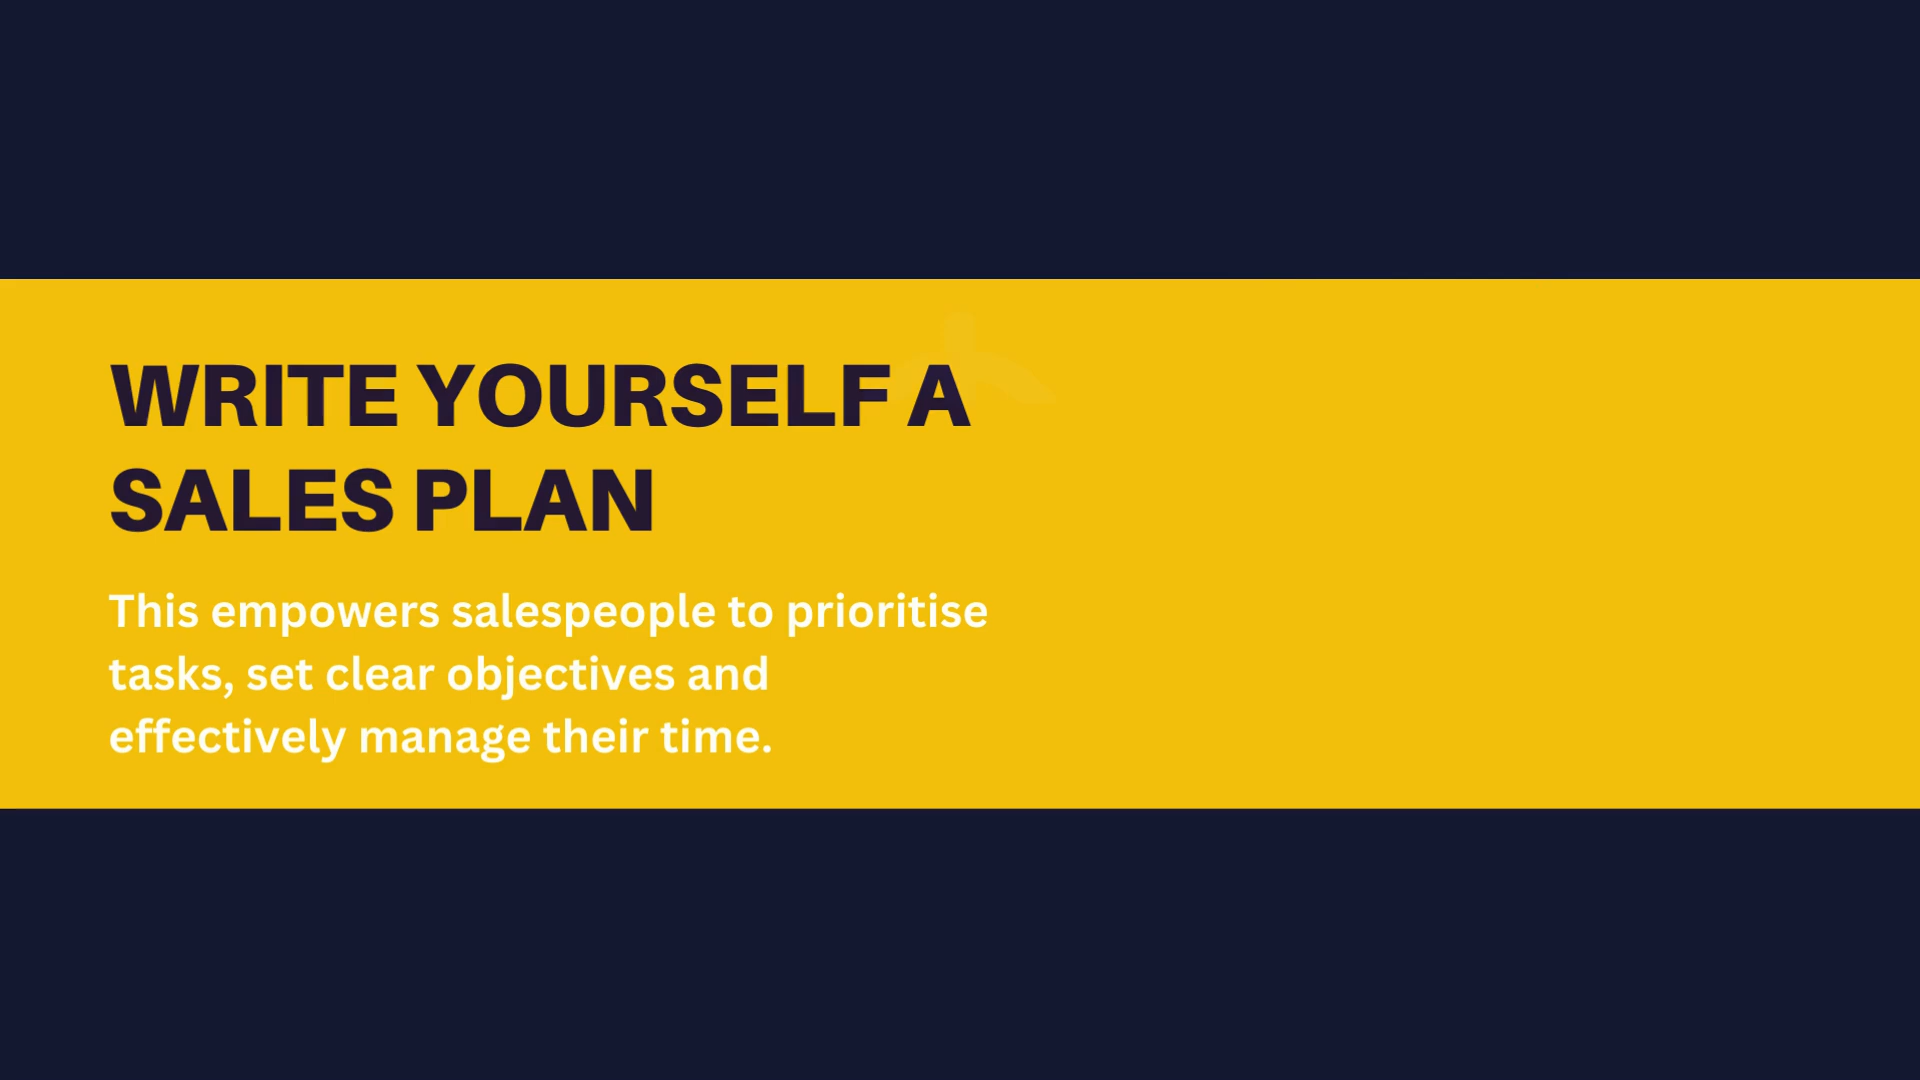 WRITE YOURSELF A
SALES PLAN
This empowers salespeople to prioritise
tasks, set clear objectives and
effectively manage their time.